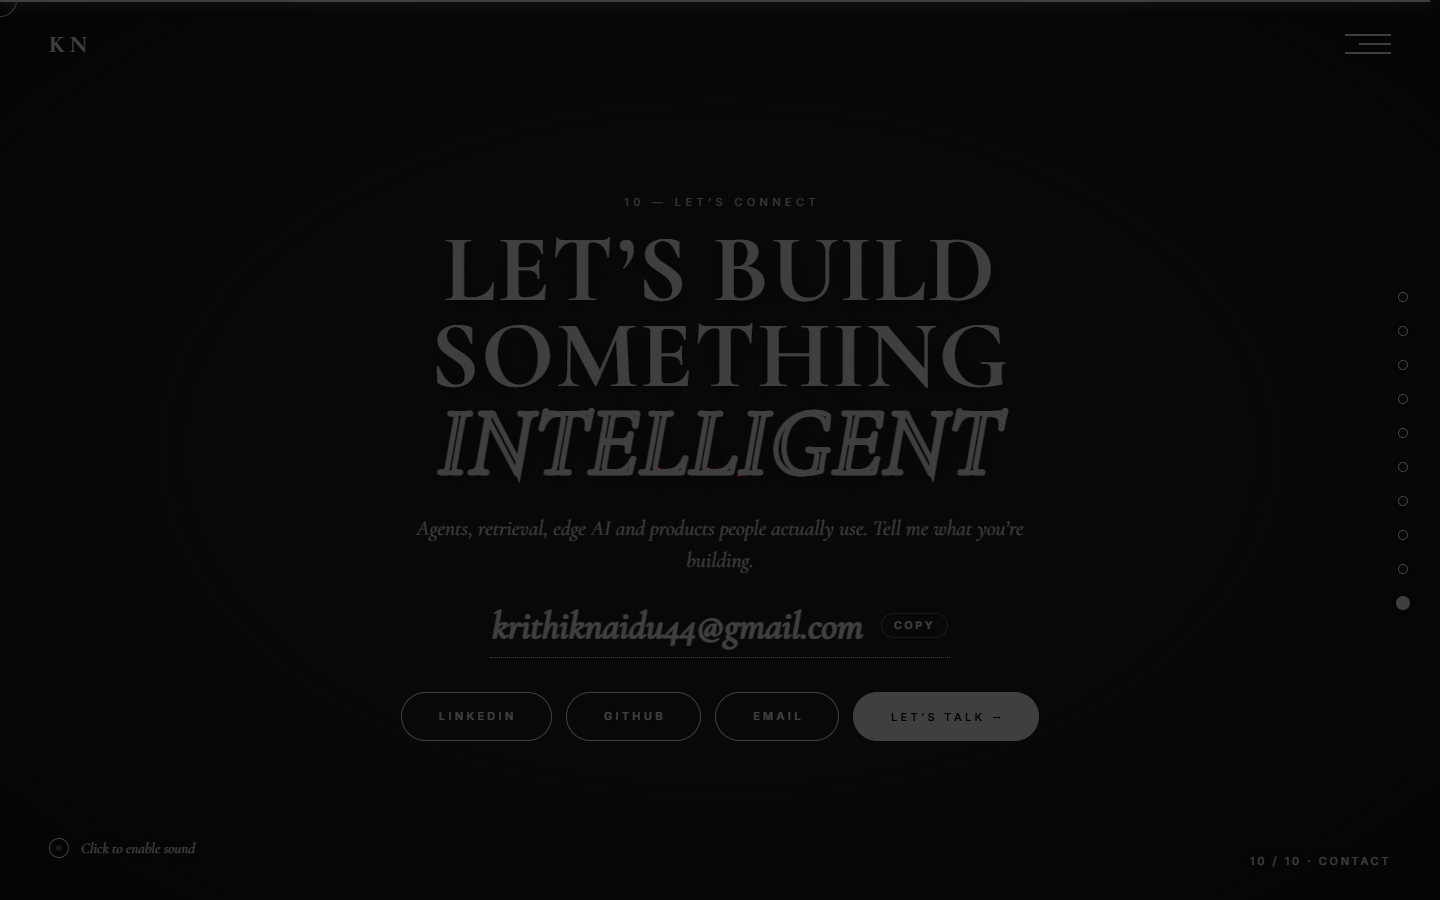 KN
10 — LET’S CONNECT
LET’S BUILD
SOMETHING
INTELLIGENT
Agents, retrieval, edge AI and products people actually use. Tell me what you’re
building.
krithiknaidu44@gmail.com COPY
LINKEDIN GITHUB EMAIL LET’S TALK →
Click to enable sound
10 / 10 · CONTACT